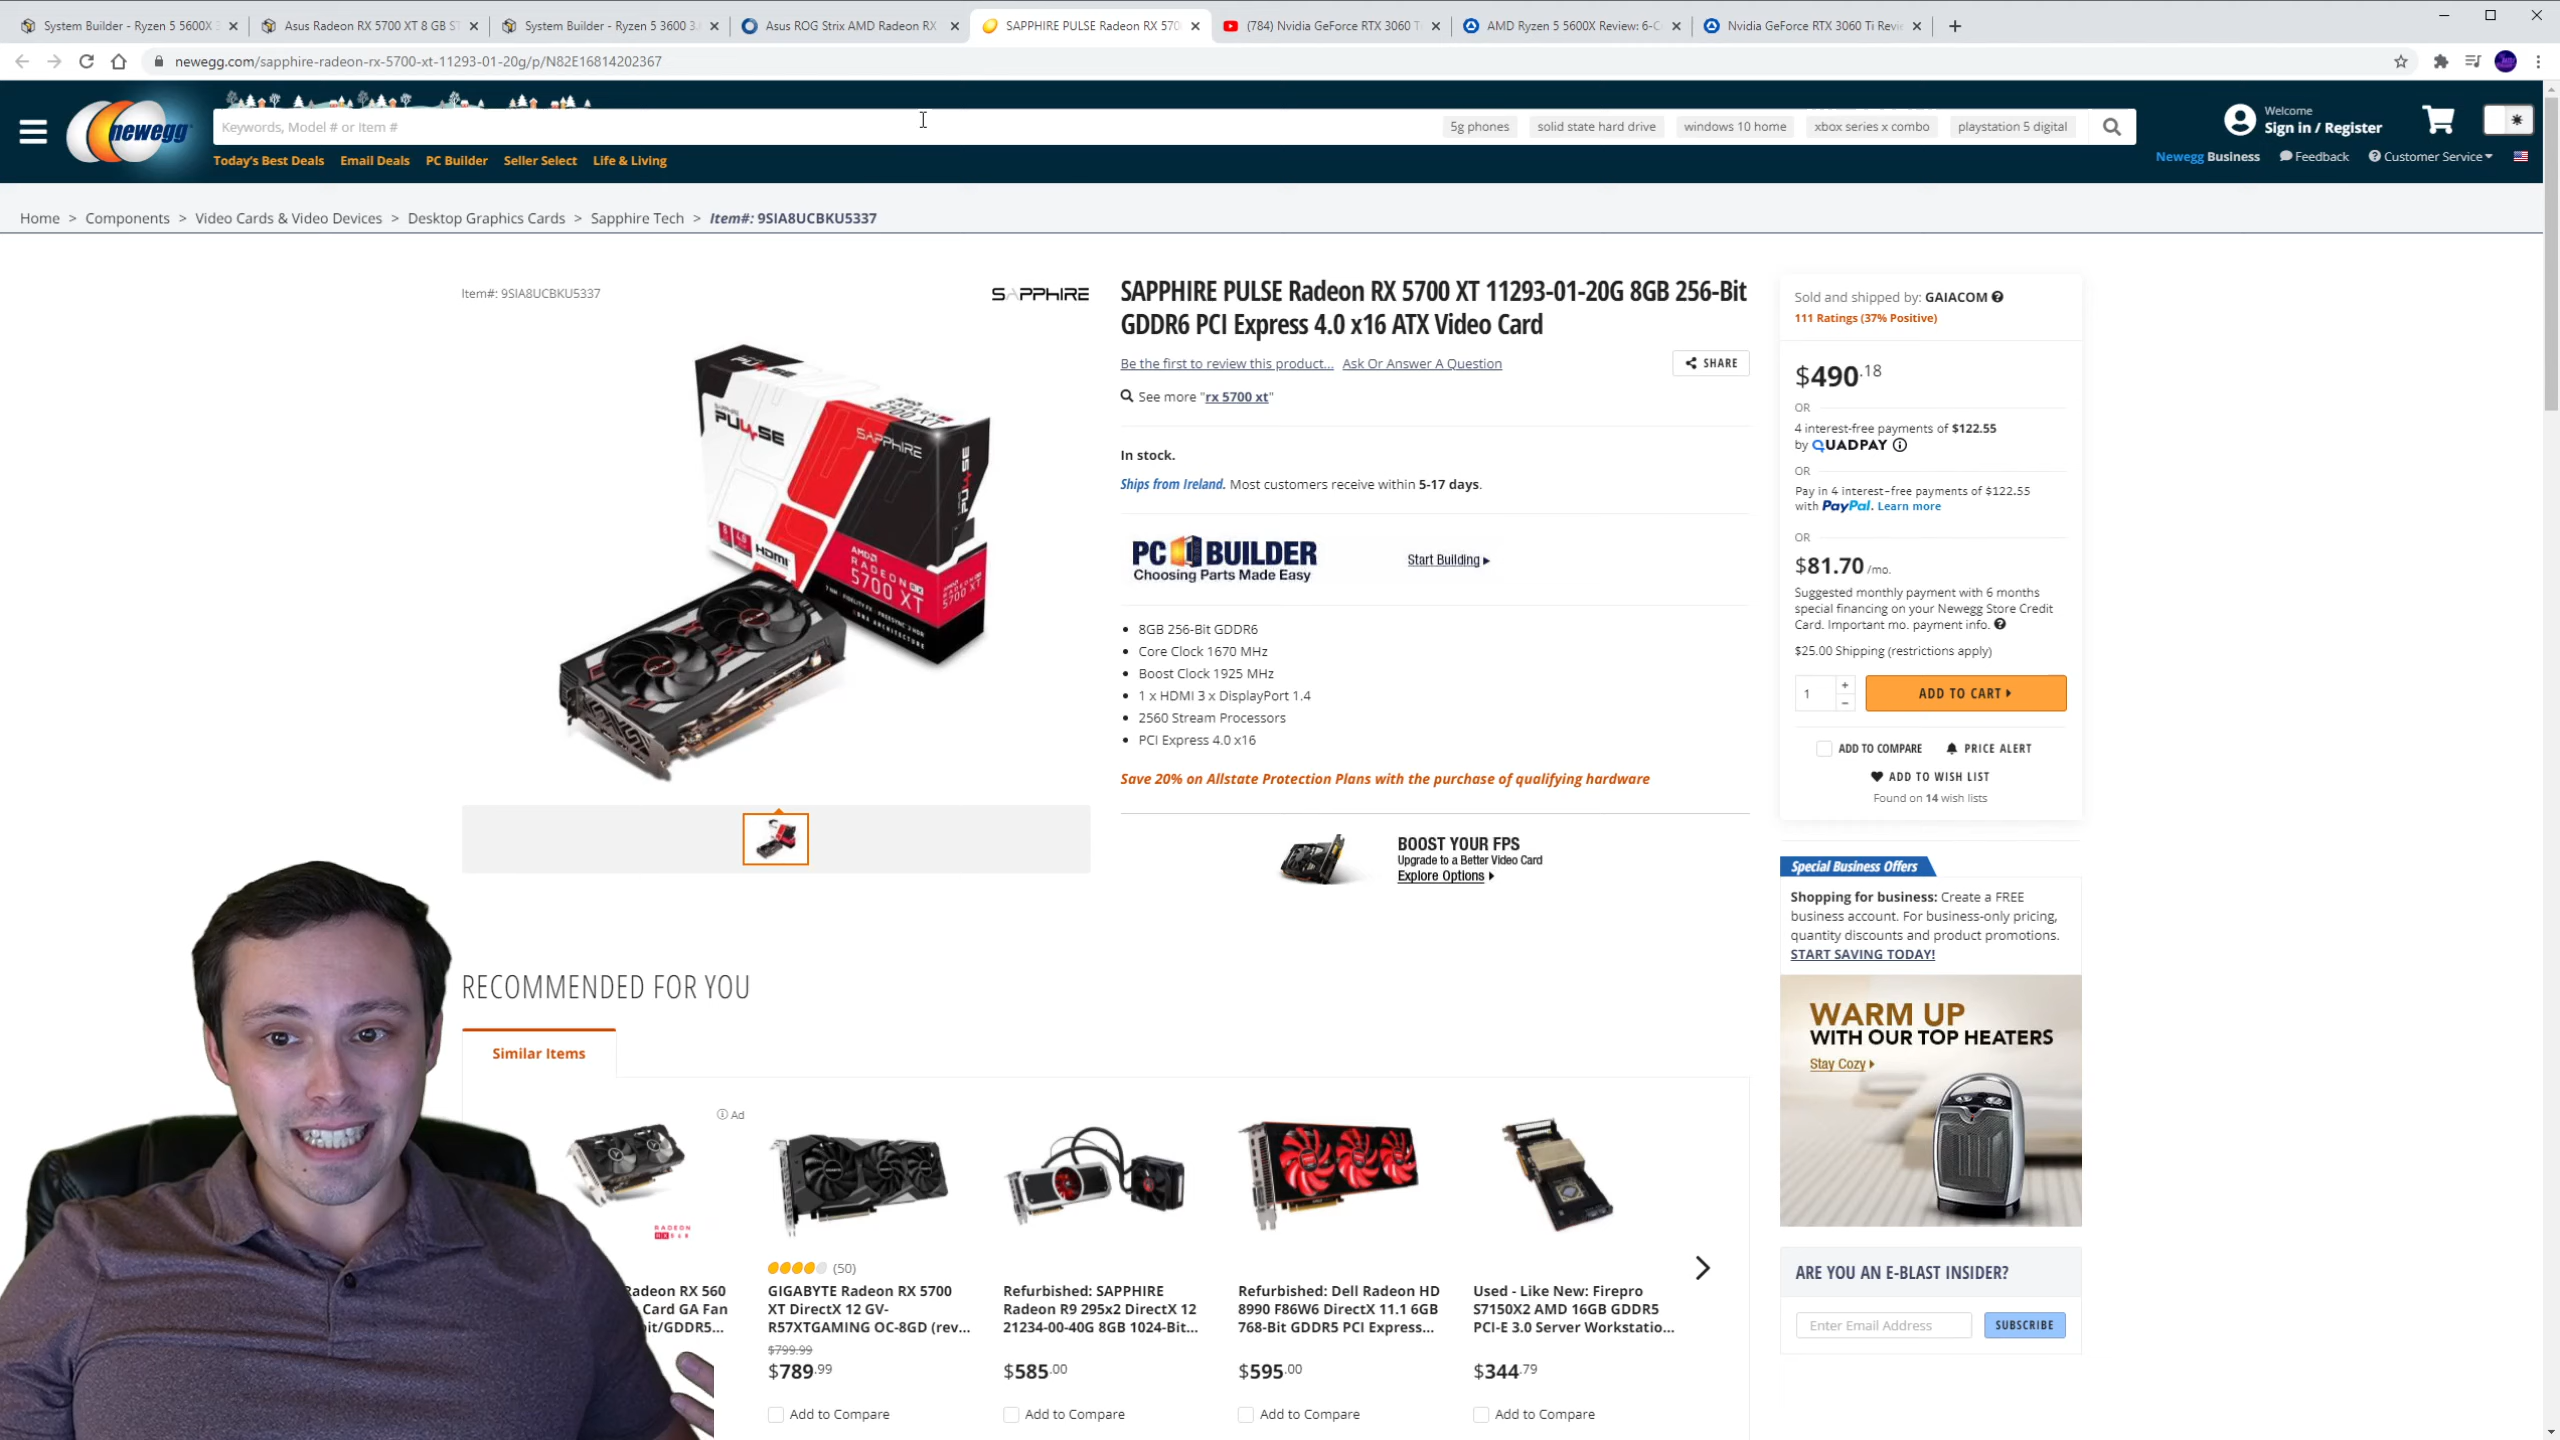 System Builder - Ryzen 5 5600X 3
Asus Radeon RX 5700 XT 8 GB ST
System Builder - Ryzen 5 3600 3.
Asus ROG Strix AMD Radeon RX
SAPPHIRE PULSE Radeon RX 570
(784) Nvidia GeForce RTX 3060 T
AMD Ryzen 5 5600X Review: 6-C
Nvidia GeForce RTX 3060 Ti Revie
newegg.com/sapphire-radeon-rx-5700-xt-11293-01-20g/p/N82E16814202367
newegg
Keywords, Model # or Item #
5g phones
solid state hard drive
windows 10 home
xbox series x combo
playstation 5 digital
Welcome
Sign in / Register
Today's Best Deals
Email Deals
PC Builder
Seller Select
Life & Living
Newegg Business
Feedback
Customer Service
Home > Components > Video Cards & Video Devices > Desktop Graphics Cards > Sapphire Tech > Item#: 9SIA8UCBKU5337
Item#: 9SIA8UCBKU5337
SAPPHIRE
PULSE
SAPPHIRE
PULSE
HDMI
AMD
RADEON RX
5700 XT
SAPPHIRE PULSE Radeon RX 5700 XT 11293-01-20G 8GB 256-Bit
GDDR6 PCI Express 4.0 x16 ATX Video Card
Be the first to review this product... Ask Or Answer A Question
SHARE
See more "rx 5700 xt"
In stock.
Ships from Ireland. Most customers receive within 5-17 days.
PC BUILDER
Choosing Parts Made Easy
Start Building
• 8GB 256-Bit GDDR6
• Core Clock 1670 MHz
• Boost Clock 1925 MHz
• 1 x HDMI 3 x DisplayPort 1.4
• 2560 Stream Processors
• PCI Express 4.0 x16
Save 20% on Allstate Protection Plans with the purchase of qualifying hardware
BOOST YOUR FPS
Upgrade to a Better Video Card
Explore Options
Sold and shipped by: GAIACOM
111 Ratings (37% Positive)
$490.18
OR
4 interest-free payments of $122.55
by QUADPAY
OR
Pay in 4 interest-free payments of $122.55
with PayPal. Learn more
OR
$81.70 /mo.
Suggested monthly payment with 6 months
special financing on your Newegg Store Credit
Card. Important mo. payment info.
$25.00 Shipping (restrictions apply)
1
+
−
ADD TO CART
ADD TO COMPARE
PRICE ALERT
ADD TO WISH LIST
Found on 14 wish lists
Special Business Offers
Shopping for business: Create a FREE
business account. For business-only pricing,
quantity discounts and product promotions.
START SAVING TODAY!
WARM UP
WITH OUR TOP HEATERS
Stay Cozy
ARE YOU AN E-BLAST INSIDER?
Enter Email Address
SUBSCRIBE
RECOMMENDED FOR YOU
Similar Items
Ad
RADEON
Radeon RX 560
Card GA Fan
bit/GDDR5...
(50)
GIGABYTE Radeon RX 5700
XT DirectX 12 GV-
R57XTGAMING OC-8GD (rev...
$799.99
$789.99
Add to Compare
Refurbished: SAPPHIRE
Radeon R9 295x2 DirectX 12
21234-00-40G 8GB 1024-Bit...
$585.00
Add to Compare
Refurbished: Dell Radeon HD
8990 F86W6 DirectX 11.1 6GB
768-Bit GDDR5 PCI Express...
$595.00
Add to Compare
Used - Like New: Firepro
S7150X2 AMD 16GB GDDR5
PCI-E 3.0 Server Workstatio...
$344.79
Add to Compare